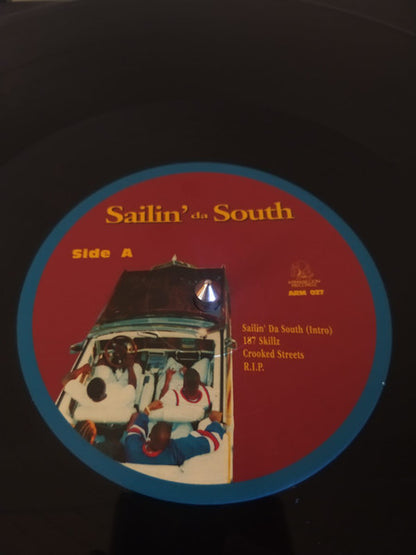 Sailin' da South
Side A
ARM 027
Sailin' Da South (Intro)
187 Skillz
Crooked Streets
R.I.P.